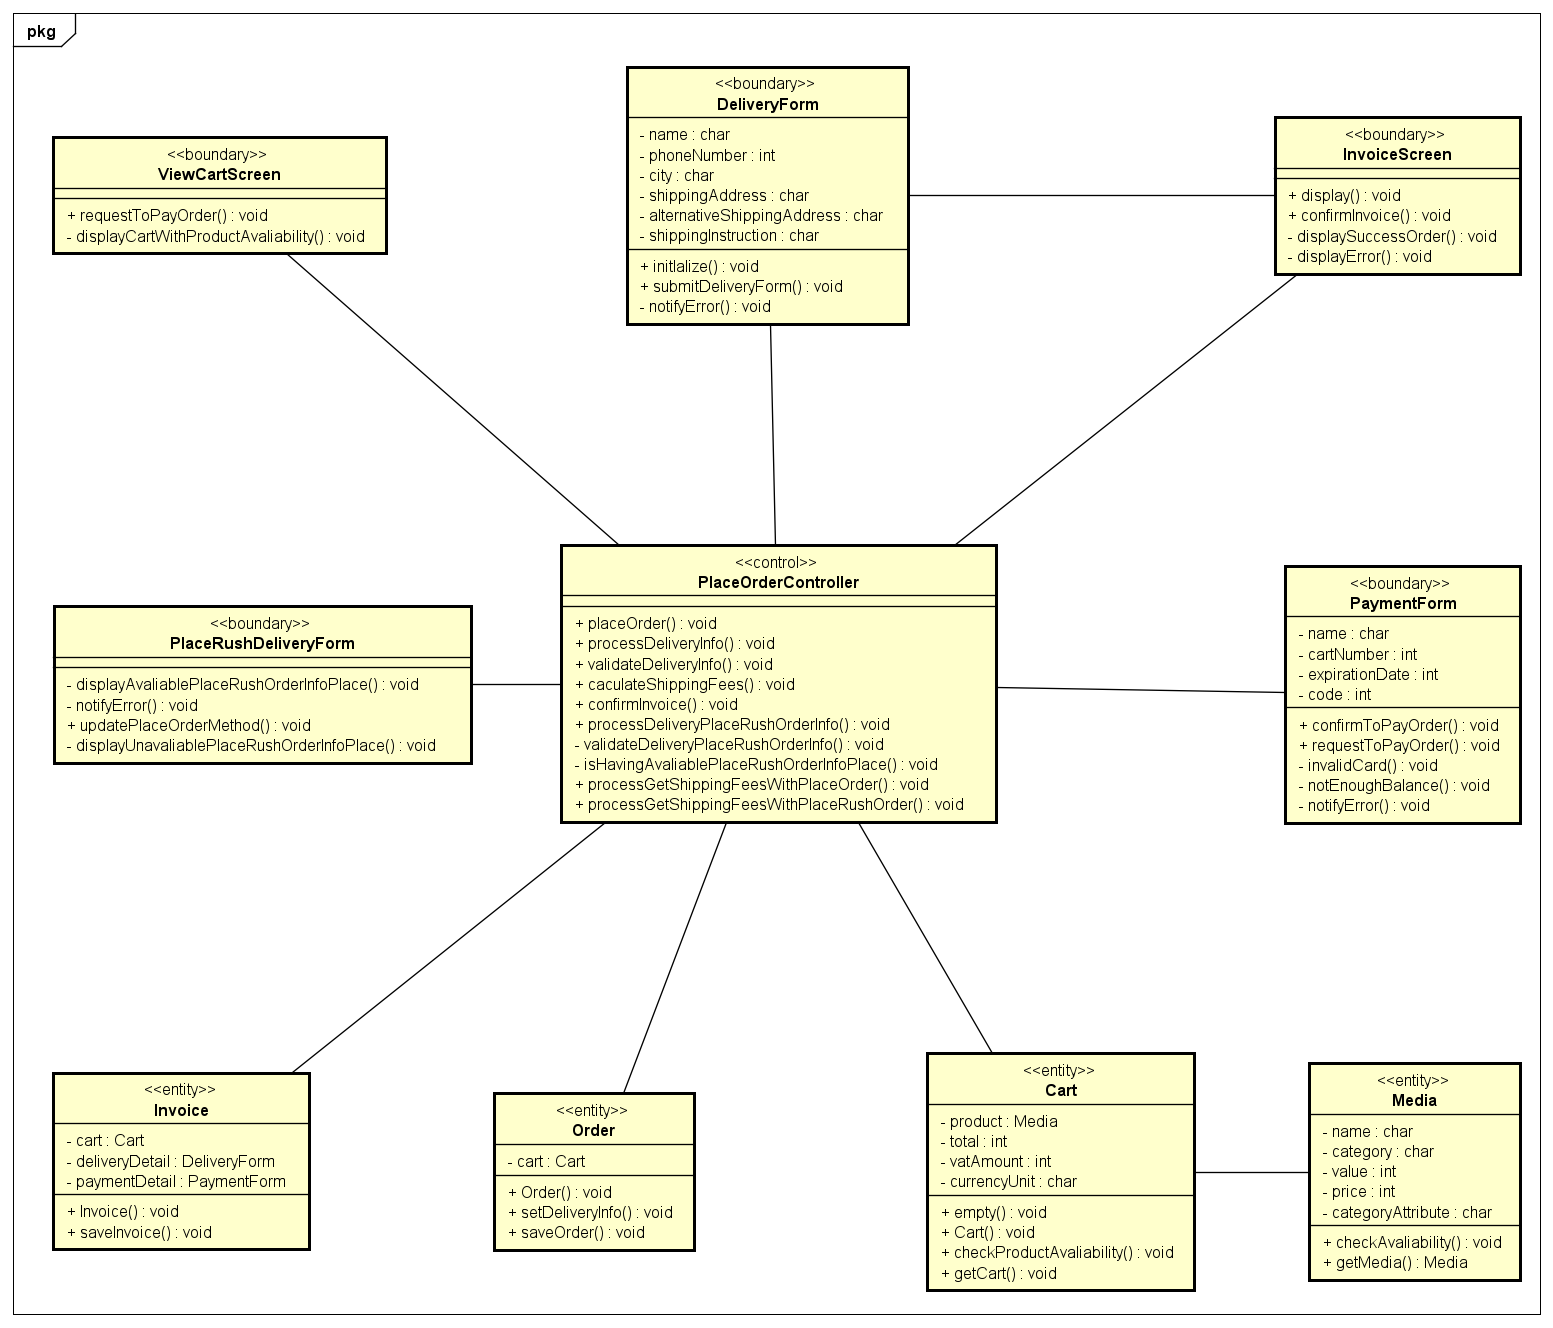 pkg
<<boundary>>
DeliveryForm
- name : char
- phoneNumber : int
- city : char
- shippingAddress : char
- alternativeShippingAddress : char
- shippingInstruction : char
+ initlalize() : void
+ submitDeliveryForm() : void
- notifyError() : void
<<boundary>>
InvoiceScreen
+ display() : void
+ confirmInvoice() : void
- displaySuccessOrder() : void
- displayError() : void
<<boundary>>
ViewCartScreen
+ requestToPayOrder() : void
- displayCartWithProductAvaliability() : void
<<control>>
PlaceOrderController
+ placeOrder() : void
+ processDeliveryInfo() : void
+ validateDeliveryInfo() : void
+ caculateShippingFees() : void
+ confirmInvoice() : void
+ processDeliveryPlaceRushOrderInfo() : void
- validateDeliveryPlaceRushOrderInfo() : void
- isHavingAvaliablePlaceRushOrderInfoPlace() : void
+ processGetShippingFeesWithPlaceOrder() : void
+ processGetShippingFeesWithPlaceRushOrder() : void
<<boundary>>
PaymentForm
- name : char
- cartNumber : int
- expirationDate : int
- code : int
+ confirmToPayOrder() : void
+ requestToPayOrder() : void
- invalidCard() : void
- notEnoughBalance() : void
- notifyError() : void
<<boundary>>
PlaceRushDeliveryForm
- displayAvaliablePlaceRushOrderInfoPlace() : void
- notifyError() : void
+ updatePlaceOrderMethod() : void
- displayUnavaliablePlaceRushOrderInfoPlace() : void
<<entity>>
Invoice
- cart : Cart
- deliveryDetail : DeliveryForm
- paymentDetail : PaymentForm
+ Invoice() : void
+ saveInvoice() : void
<<entity>>
Order
- cart : Cart
+ Order() : void
+ setDeliveryInfo() : void
+ saveOrder() : void
<<entity>>
Cart
- product : Media
- total : int
- vatAmount : int
- currencyUnit : char
+ empty() : void
+ Cart() : void
+ checkProductAvaliability() : void
+ getCart() : void
<<entity>>
Media
- name : char
- category : char
- value : int
- price : int
- categoryAttribute : char
+ checkAvaliability() : void
+ getMedia() : Media